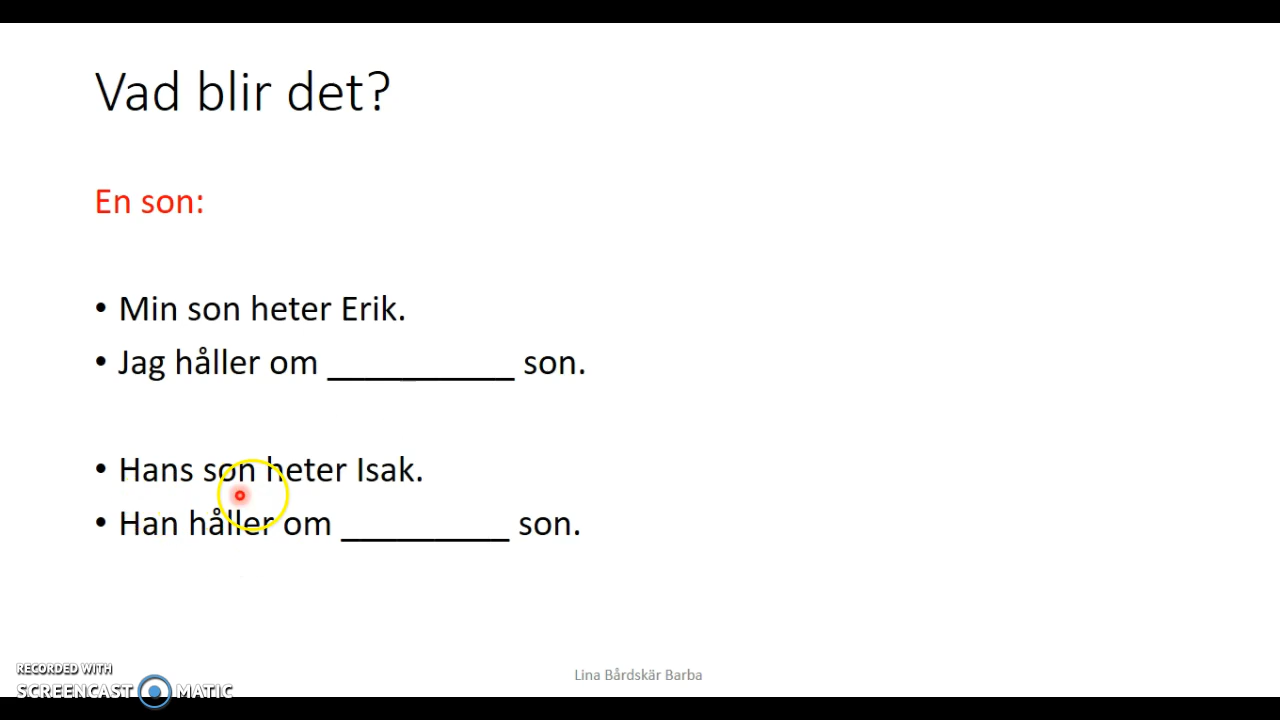 Vad blir det?
En son:
• Min son heter Erik.
• Jag håller om __________ son.
• Hans son heter Isak.
• Han håller om _________ son.
Lina Bårdskär Barba
RECORDED WITH
SCREENCAST MATIC